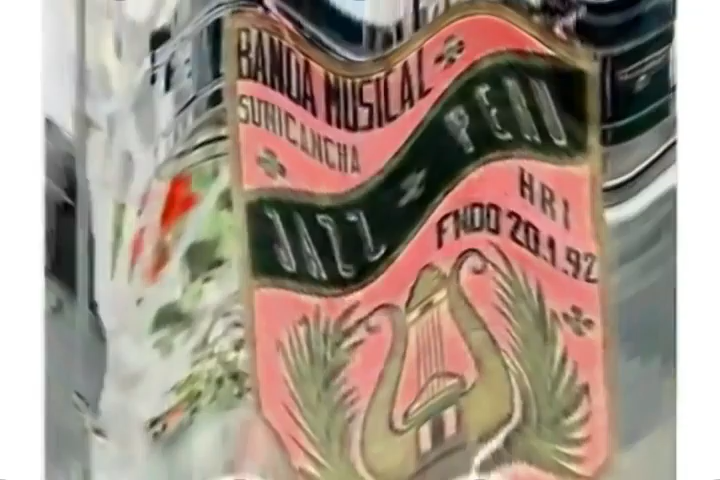 BANDA MUSICAL
SUNICANCHA
JAZZ PERU
HRI
FNDO 20.1.92